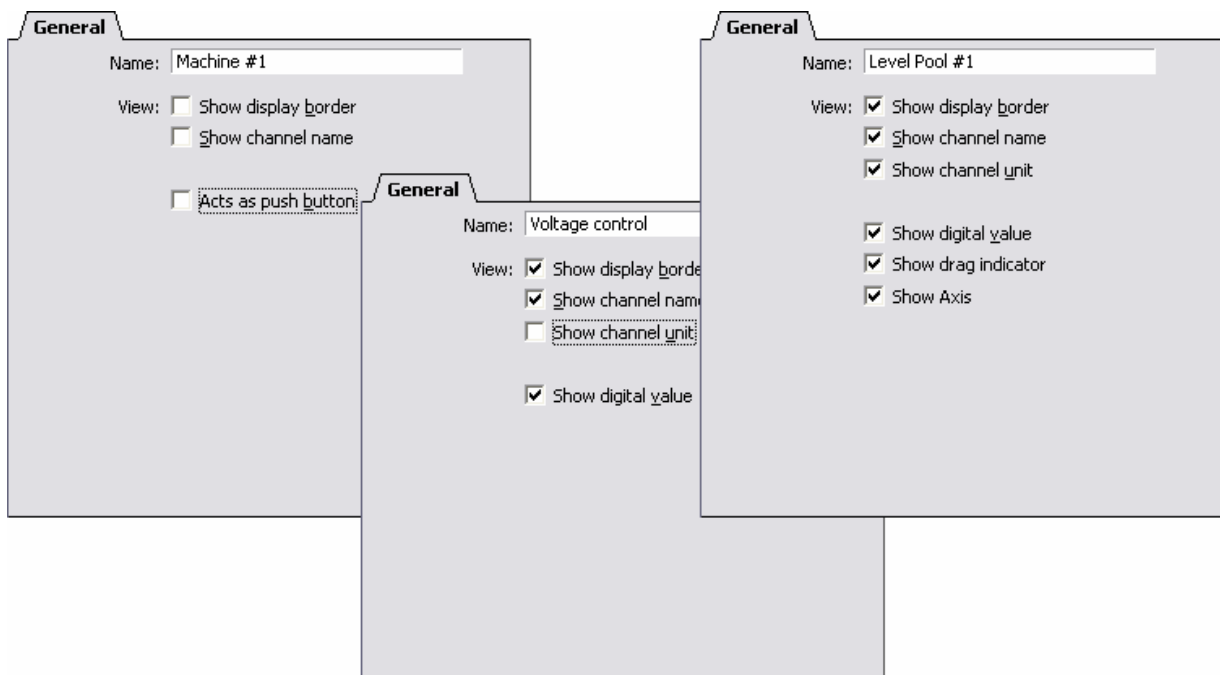 General
Name: Machine #1
View: Show display border
Show channel name
Acts as push button
General
Name: Voltage control
View: Show display borde
Show channel name
Show channel unit
Show digital value
General
Name: Level Pool #1
View: Show display border
Show channel name
Show channel unit
Show digital value
Show drag indicator
Show Axis